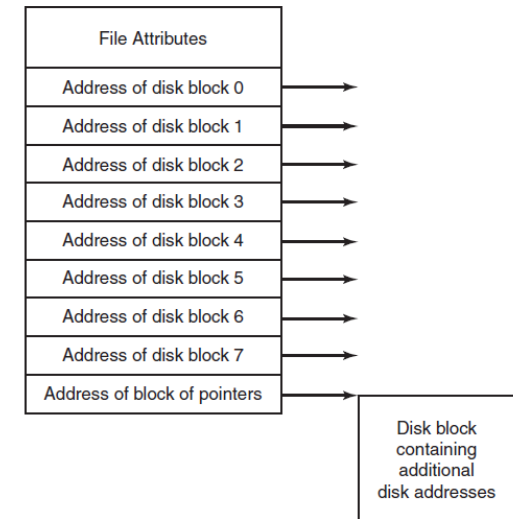 File Attributes
Address of disk block 0
Address of disk block 1
Address of disk block 2
Address of disk block 3
Address of disk block 4
Address of disk block 5
Address of disk block 6
Address of disk block 7
Address of block of pointers
Disk block
containing
additional
disk addresses